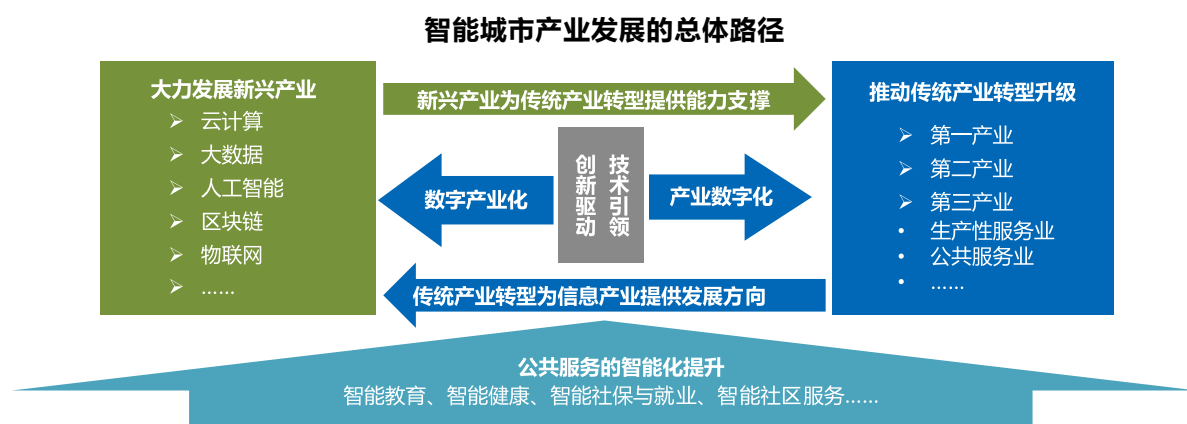 智能城市产业发展的总体路径
大力发展新兴产业
➢ 云计算
➢ 大数据
➢ 人工智能
➢ 区块链
➢ 物联网
➢ ……
新兴产业为传统产业转型提供能力支撑
数字产业化
创新驱动
技术引领
产业数字化
传统产业转型为信息产业提供发展方向
推动传统产业转型升级
➢ 第一产业
➢ 第二产业
➢ 第三产业
• 生产性服务业
• 公共服务业
• ……
公共服务的智能化提升
智能教育、智能健康、智能社保与就业、智能社区服务……